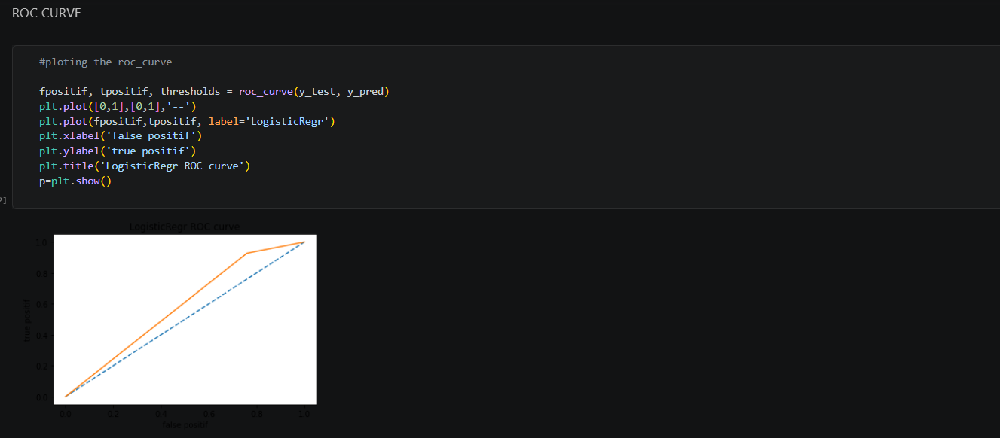 ROC CURVE
#ploting the roc_curve
fpositif, tpositif, thresholds = roc_curve(y_test, y_pred)
plt.plot([0,1],[0,1],'--')
plt.plot(fpositif,tpositif, label='LogisticRegr')
plt.xlabel('false positif')
plt.ylabel('true positif')
plt.title('LogisticRegr ROC curve')
p=plt.show()
2]
LogisticRegr ROC curve
1.0
0.8
0.6
0.4
0.2
0.0
true positif
0.0 0.2 0.4 0.6 0.8 1.0
false positif